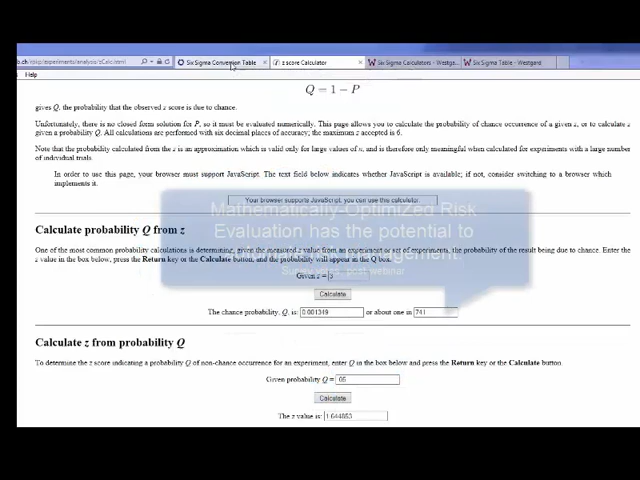 Six Sigma Conversion Table
z score Calculator
Six Sigma Calculators - Westga...
Six Sigma Table - Westgard
Help
Q = 1 − P
gives Q, the probability that the observed z score is due to chance.
Unfortunately, there is no closed form solution for P, so it must be evaluated numerically. This page allows you to calculate the probability of chance occurrence of a given z, or to calculate z
given a probability Q. All calculations are performed with six decimal places of accuracy; the maximum z accepted is 6.
Note that the probability calculated from the z is an approximation which is valid only for large values of n, and is therefore only meaningful when calculated for experiments with a large number
of individual trials.
In order to use this page, your browser must support JavaScript. The text field below indicates whether JavaScript is available; if not, consider switching to a browser which
implements it.
Your browser supports JavaScript, you can use this calculator.
Mathematically-Optimized Risk
Evaluation has the potential to
management.
Calculate probability Q from z
One of the most common probability calculations is determining, given the measured z value from an experiment or set of experiments, the probability of the result being due to chance. Enter the
z value in the box below, press the Return key or the Calculate button, and the probability will appear in the Q box.
Given z = 3
Calculate
The chance probability, Q, is: 0.001349 or about one in 741
Calculate z from probability Q
To determine the z score indicating a probability Q of non-chance occurrence for an experiment, enter Q in the box below and press the Return key or the Calculate button.
Given probability Q = .05
Calculate
The z value is: 1.644853